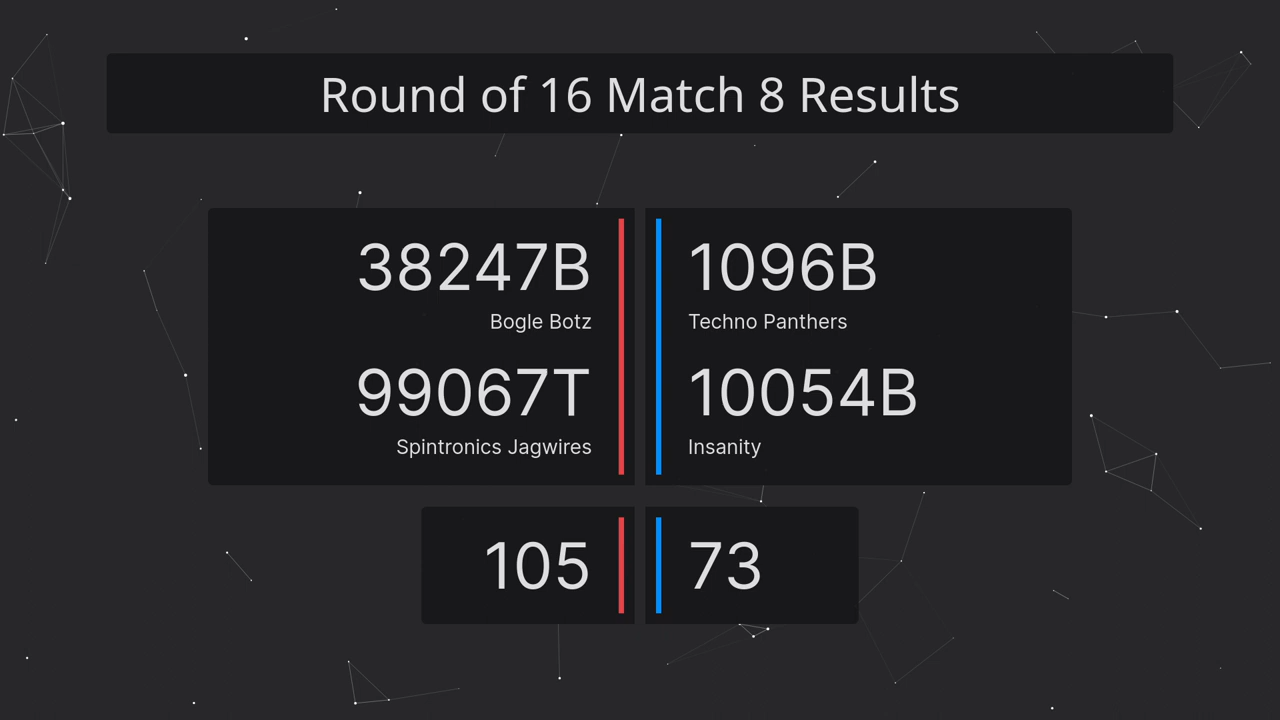 Round of 16 Match 8 Results
38247B
Bogle Botz
99067T
Spintronics Jagwires
1096B
Techno Panthers
10054B
Insanity
105
73